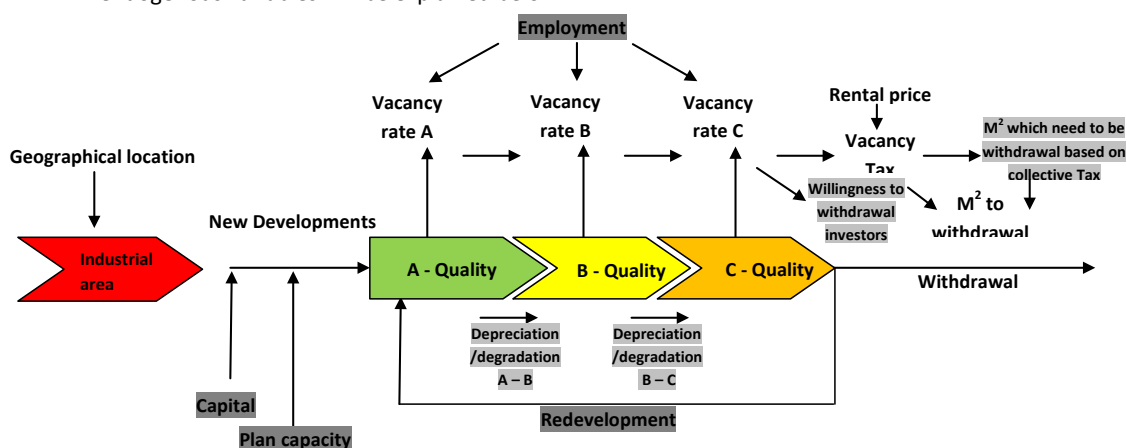 Employment
Vacancy
rate A
Vacancy
rate B
Vacancy
rate C
Rental price
Vacancy
Tax
M² which need to be
withdrawal based on
collective Tax
Geographical location
Willingness to
withdrawal
investors
M² to
withdrawal
New Developments
Industrial
area
A - Quality
B - Quality
C - Quality
Withdrawal
Depreciation
/degradation
A – B
Depreciation
/degradation
B – C
Capital
Redevelopment
Plan capacity